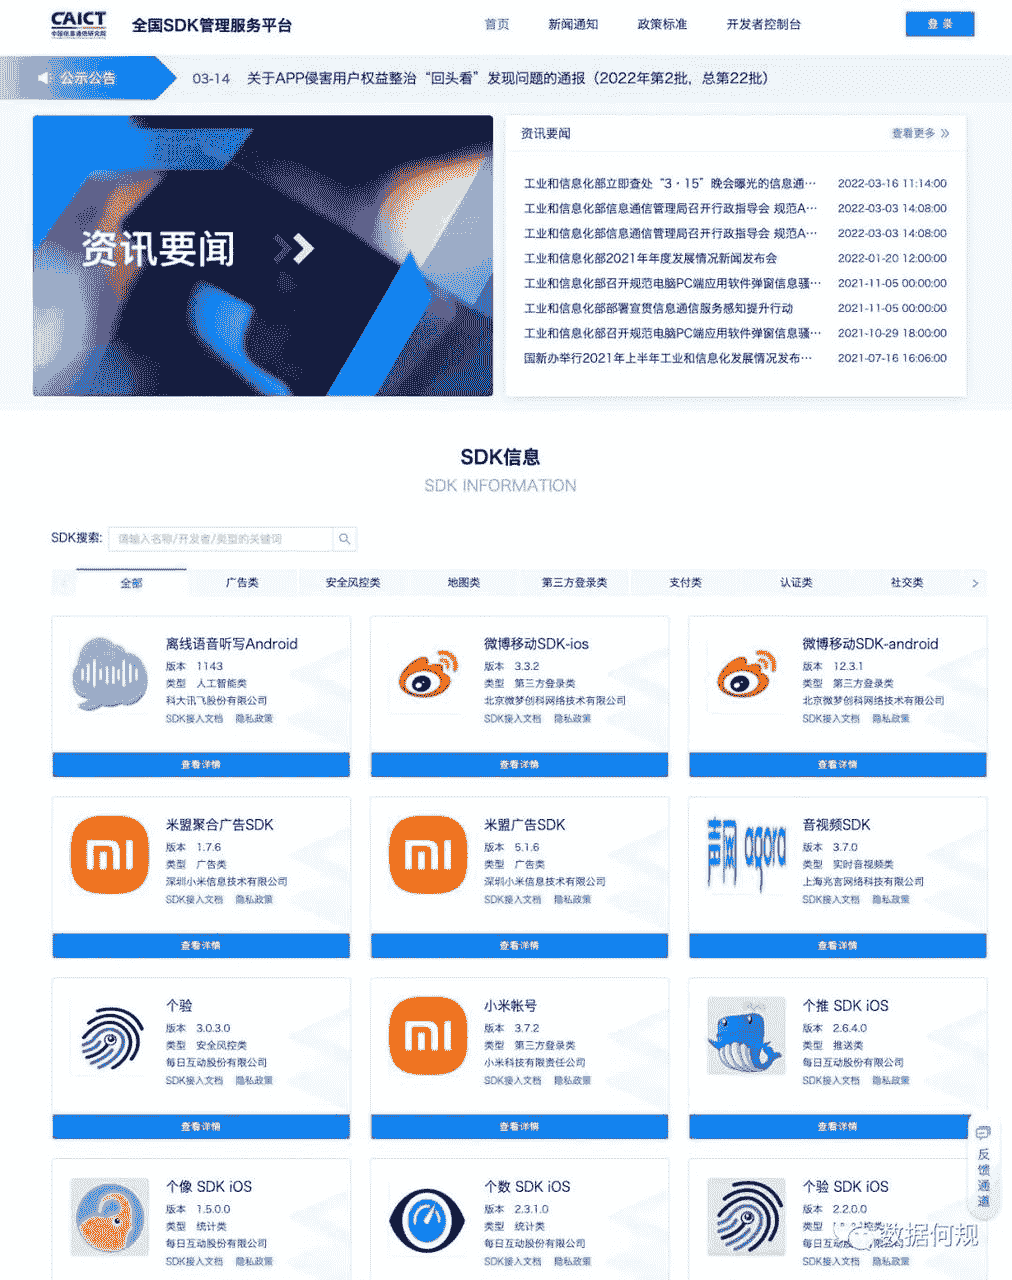 CAICT
中国信息通信研究院
全国SDK管理服务平台
首页 新闻通知 政策标准 开发者控制台 登 录
公示公告 03-14 关于APP侵害用户权益整治“回头看”发现问题的通报（2022年第2批，总第22批）
资讯要闻
资讯要闻 查看更多
工业和信息化部立即查处“3·15”晚会曝光的信息通… 2022-03-16 11:14:00
工业和信息化部信息通信管理局召开行政指导会 规范A… 2022-03-03 14:08:00
工业和信息化部信息通信管理局召开行政指导会 规范A… 2022-03-03 14:08:00
工业和信息化部2021年年度发展情况新闻发布会 2022-01-20 12:00:00
工业和信息化部召开规范电脑PC端应用软件弹窗信息骚… 2021-11-05 00:00:00
工业和信息化部部署宣贯信息通信服务感知提升行动 2021-11-05 00:00:00
工业和信息化部召开规范电脑PC端应用软件弹窗信息骚… 2021-10-29 18:00:00
国新办举行2021年上半年工业和信息化发展情况发布… 2021-07-16 16:06:00
SDK信息
SDK INFORMATION
SDK搜索: 请输入名称/开发者/类型的关键词
全部 广告类 安全风控类 地图类 第三方登录类 支付类 认证类 社交类
离线语音听写Android
版本 1143
类型 人工智能类
科大讯飞股份有限公司
SDK接入文档 隐私政策
查看详情
微博移动SDK-ios
版本 3.3.2
类型 第三方登录类
北京微梦创科网络技术有限公司
SDK接入文档 隐私政策
查看详情
微博移动SDK-android
版本 12.3.1
类型 第三方登录类
北京微梦创科网络技术有限公司
SDK接入文档 隐私政策
查看详情
米盟聚合广告SDK
版本 1.7.6
类型 广告类
深圳小米信息技术有限公司
SDK接入文档 隐私政策
查看详情
米盟广告SDK
版本 5.1.6
类型 广告类
深圳小米信息技术有限公司
SDK接入文档 隐私政策
查看详情
声网 agora
音视频SDK
版本 3.7.0
类型 实时音视频类
上海兆言网络科技有限公司
SDK接入文档 隐私政策
查看详情
个验
版本 3.0.3.0
类型 安全风控类
每日互动股份有限公司
SDK接入文档 隐私政策
查看详情
小米帐号
版本 3.7.2
类型 第三方登录类
小米科技有限责任公司
SDK接入文档 隐私政策
查看详情
个推 SDK iOS
版本 2.6.4.0
类型 推送类
每日互动股份有限公司
SDK接入文档 隐私政策
查看详情
反馈通道
个像 SDK iOS
版本 1.5.0.0
类型 统计类
每日互动股份有限公司
SDK接入文档 隐私政策
个数 SDK iOS
版本 2.3.1.0
类型 统计类
每日互动股份有限公司
SDK接入文档 隐私政策
个验 SDK iOS
版本 2.2.0.0
类型 控类
每日互动股份有限公司
SDK接入文档 隐私政策
数据何规